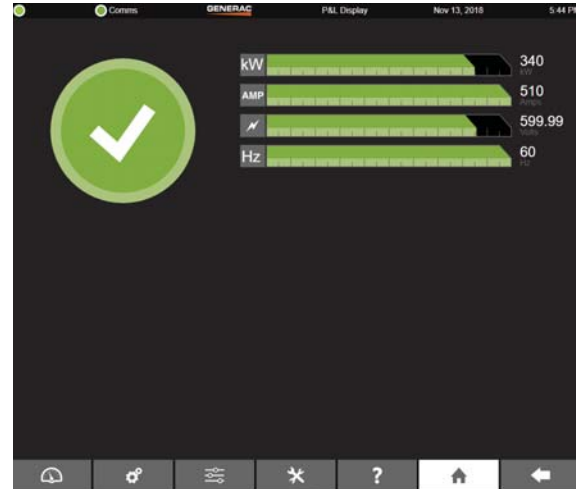 Comms GENERAC P&L Display Nov 13, 2018 5:44 PM
kW 340
kW
AMP 510
Amps
599.99
Volts
Hz 60
Hz
?